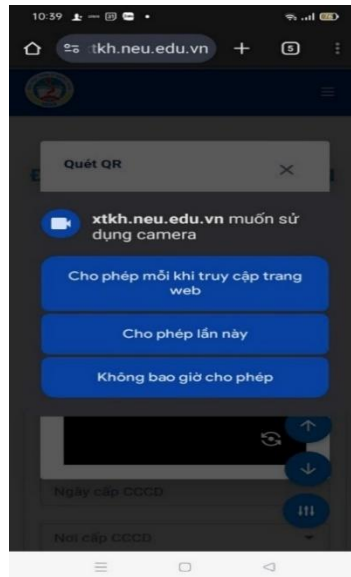 10:39
tkh.neu.edu.vn
5
Quét QR
xtkh.neu.edu.vn muốn sử
dụng camera
Cho phép mỗi khi truy cập trang
web
Cho phép lần này
Không bao giờ cho phép
Ngày cấp CCCD
Nơi cấp CCCD